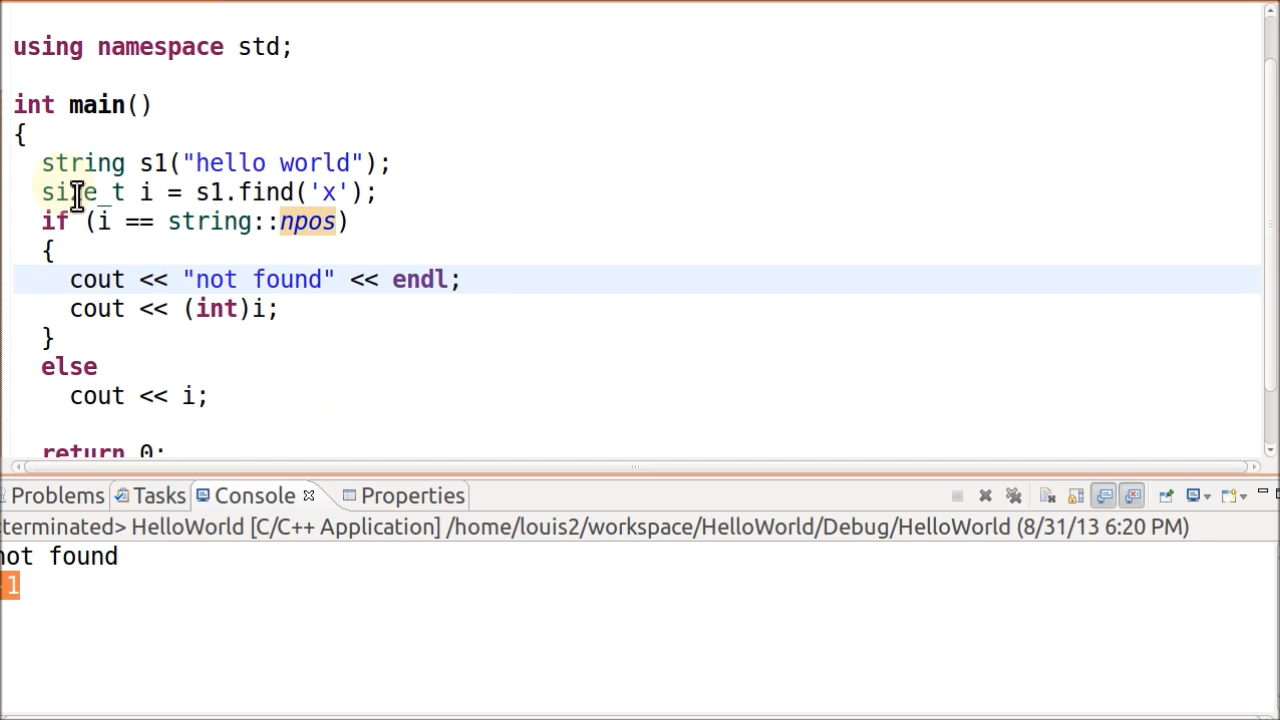 using namespace std;
int main()
{
string s1("hello world");
size_t i = s1.find('x');
if (i == string::npos)
{
cout << "not found" << endl;
cout << (int)i;
}
else
cout << i;
return 0;
Problems Tasks Console Properties
<terminated> HelloWorld [C/C++ Application] /home/louis2/workspace/HelloWorld/Debug/HelloWorld (8/31/13 6:20 PM)
not found
-1